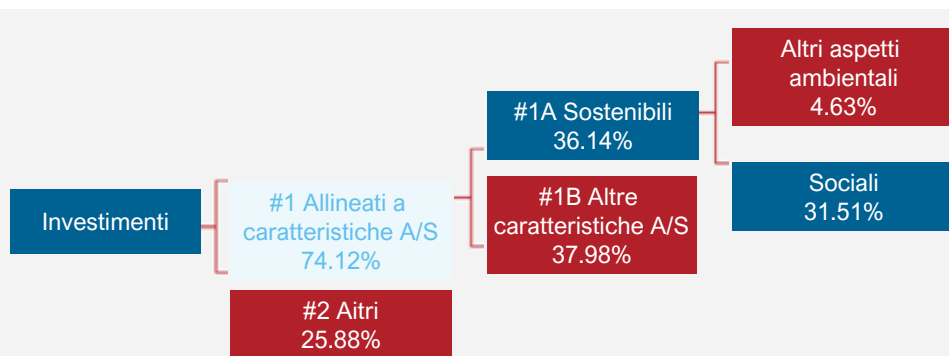 Investimenti
#1 Allineati a
caratteristiche A/S
74.12%
#2 Aitri
25.88%
#1A Sostenibili
36.14%
#1B Altre
caratteristiche A/S
37.98%
Altri aspetti
ambientali
4.63%
Sociali
31.51%